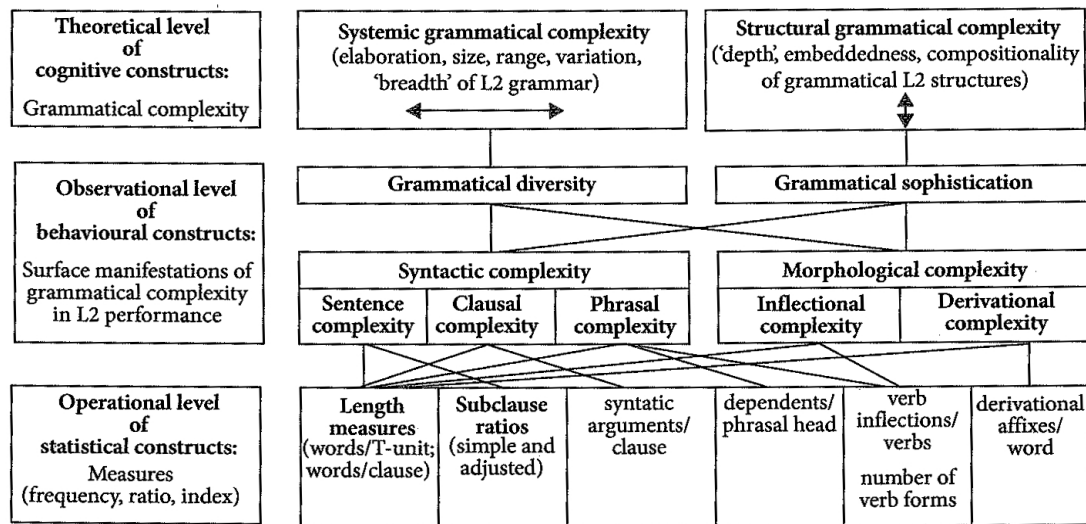 Theoretical level
of
cognitive constructs:
Grammatical complexity
Systemic grammatical complexity
(elaboration, size, range, variation,
‘breadth’ of L2 grammar)
Structural grammatical complexity
(‘depth’, embeddedness, compositionality
of grammatical L2 structures)
Observational level
of
behavioural constructs:
Surface manifestations of
grammatical complexity
in L2 performance
Grammatical diversity
Grammatical sophistication
Syntactic complexity
Sentence
complexity
Clausal
complexity
Phrasal
complexity
Morphological complexity
Inflectional
complexity
Derivational
complexity
Operational level
of
statistical constructs:
Measures
(frequency, ratio, index)
Length
measures
(words/T-unit;
words/clause)
Subclause
ratios
(simple and
adjusted)
syntatic
arguments/
clause
dependents/
phrasal head
verb
inflections/
verbs
number of
verb forms
derivational
affixes/
word